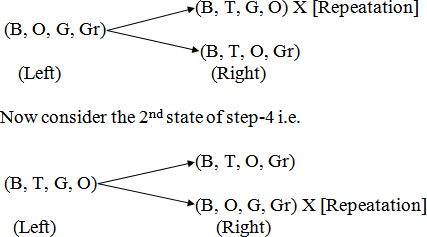 (B, T, G, O) X [Repeatation]
(B, O, G, Gr)
(B, T, O, Gr)
(Left) (Right)
Now consider the 2nd state of step-4 i.e.
(B, T, O, Gr)
(B, T, G, O)
(B, O, G, Gr) X [Repeatation]
(Left) (Right)